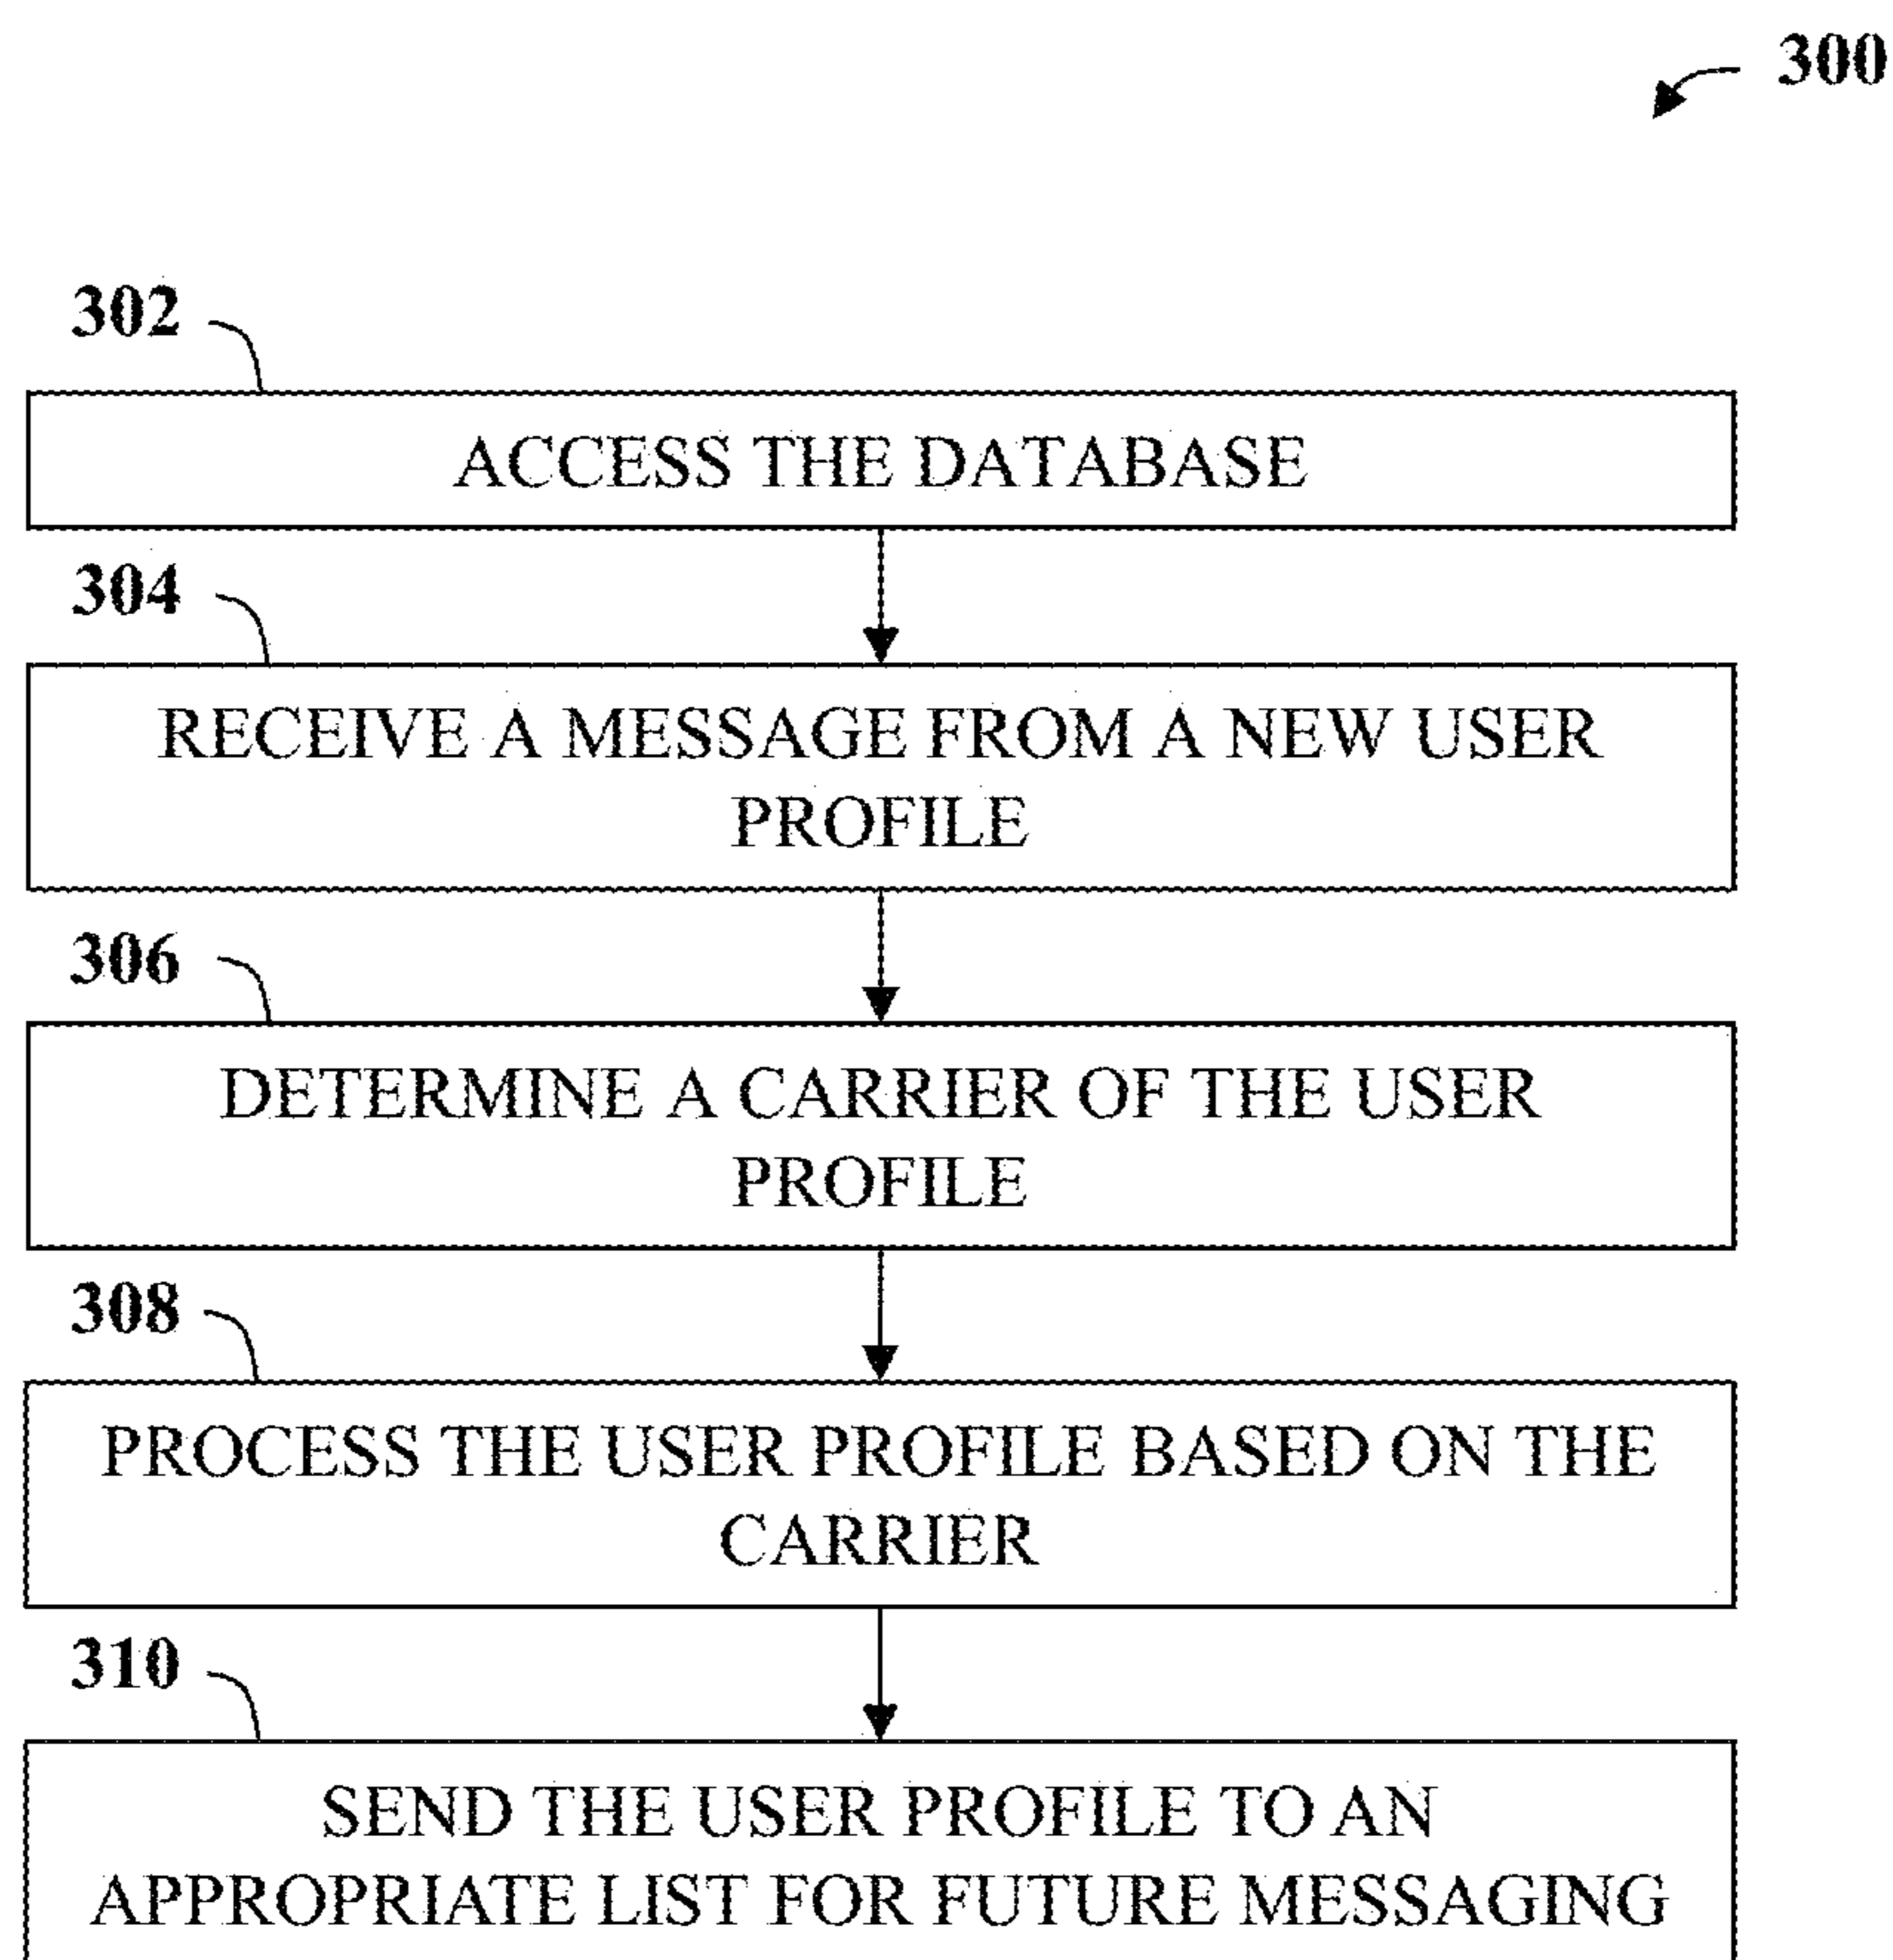 300
302
ACCESS THE DATABASE
304
RECEIVE A MESSAGE FROM A NEW USER
PROFILE
306
DETERMINE A CARRIER OF THE USER
PROFILE
308
PROCESS THE USER PROFILE BASED ON THE
CARRIER
310
SEND THE USER PROFILE TO AN
APPROPRIATE LIST FOR FUTURE MESSAGING